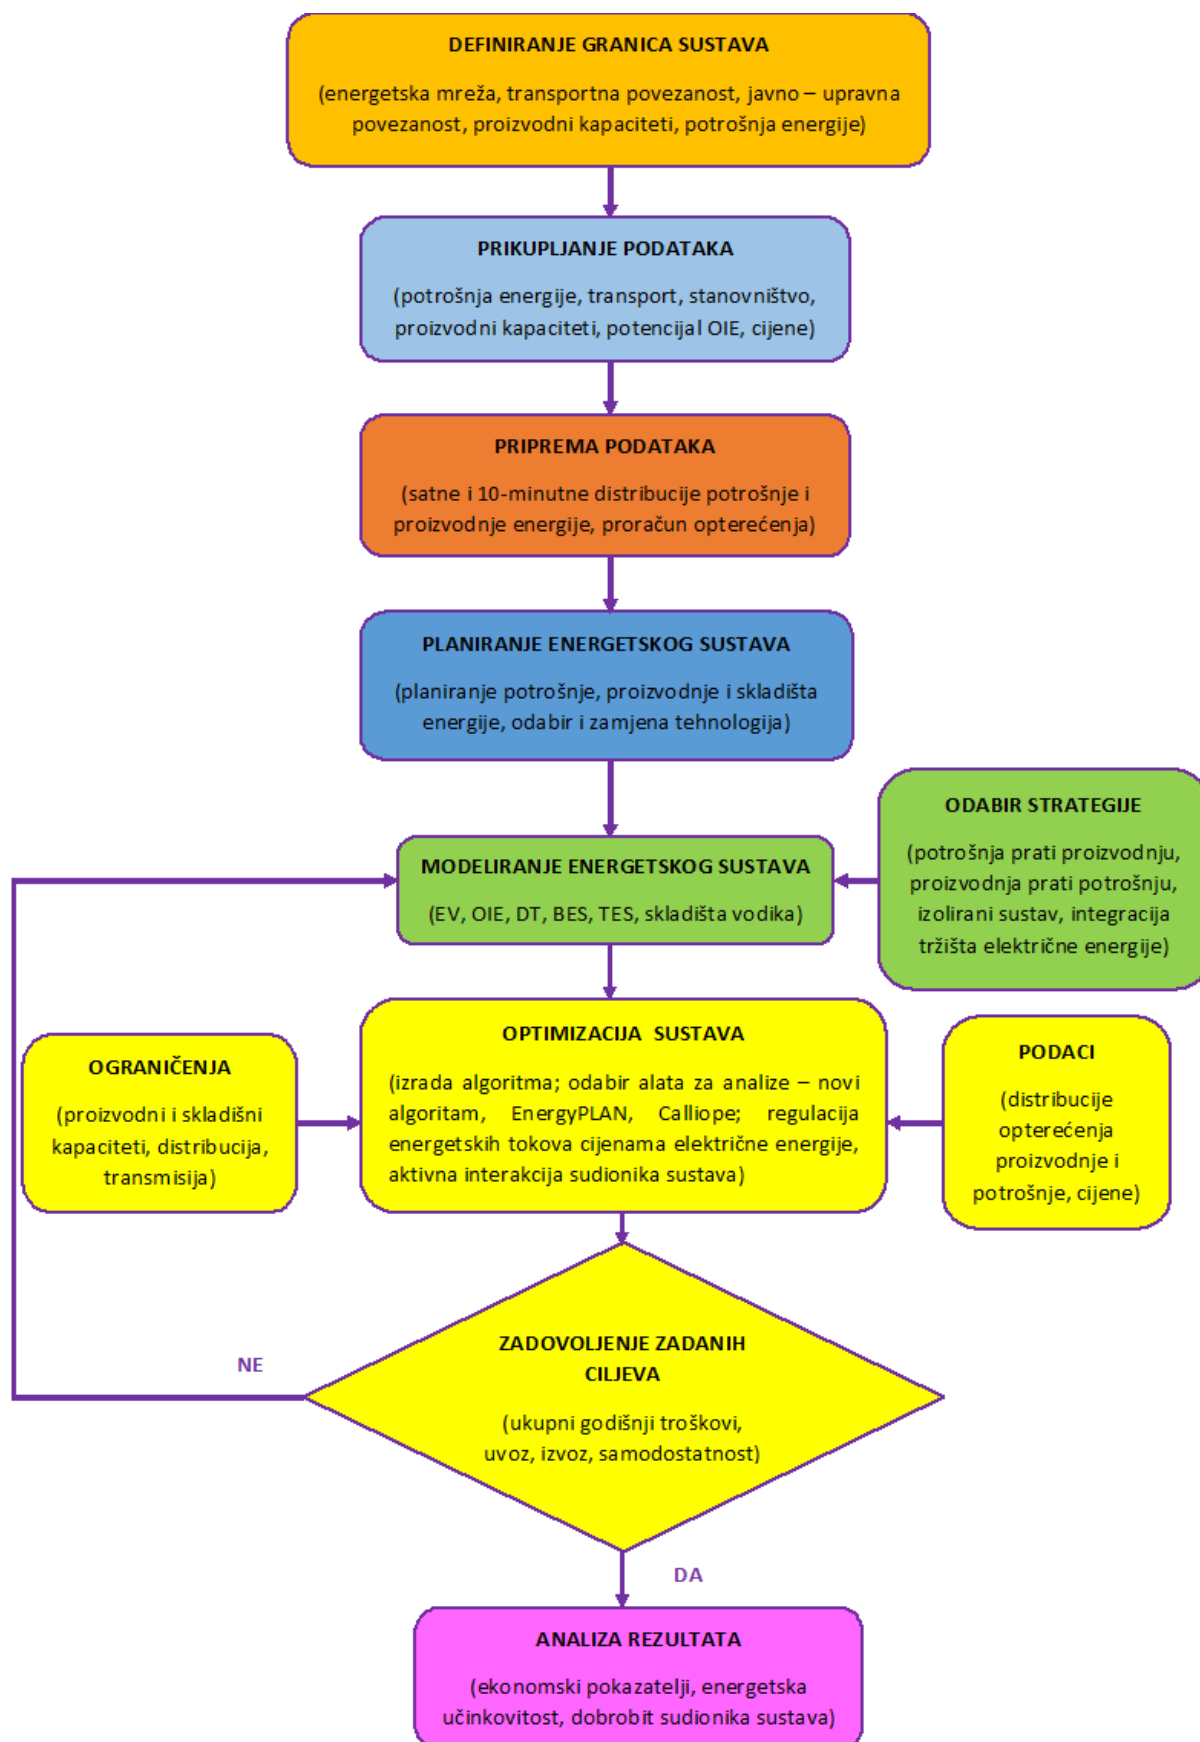 DEFINIRANJE GRANICA SUSTAVA
(energetska mreža, transportna povezanost, javno – upravna
povezanost, proizvodni kapaciteti, potrošnja energije)
PRIKUPLJANJE PODATAKA
(potrošnja energije, transport, stanovništvo,
proizvodni kapaciteti, potencijal OIE, cijene)
PRIPREMA PODATAKA
(satne i 10-minutne distribucije potrošnje i
proizvodnje energije, proračun opterećenja)
PLANIRANJE ENERGETSKOG SUSTAVA
(planiranje potrošnje, proizvodnje i skladišta
energije, odabir i zamjena tehnologija)
MODELIRANJE ENERGETSKOG SUSTAVA
(EV, OIE, DT, BES, TES, skladišta vodika)
ODABIR STRATEGIJE
(potrošnja prati proizvodnju,
proizvodnja prati potrošnju,
izolirani sustav, integracija
tržišta električne energije)
OGRANIČENJA
(proizvodni i skladišni
kapaciteti, distribucija,
transmisija)
OPTIMIZACIJA SUSTAVA
(izrada algoritma; odabir alata za analize – novi
algoritam, EnergyPLAN, Calliope; regulacija
energetskih tokova cijenama električne energije,
aktivna interakcija sudionika sustava)
PODACI
(distribucije
opterećenja
proizvodnje i
potrošnje, cijene)
ZADOVOLJENJE ZADANIH
CILJEVA
(ukupni godišnji troškovi,
uvoz, izvoz, samodostatnost)
NE
DA
ANALIZA REZULTATA
(ekonomski pokazatelji, energetska
učinkovitost, dobrobit sudionika sustava)